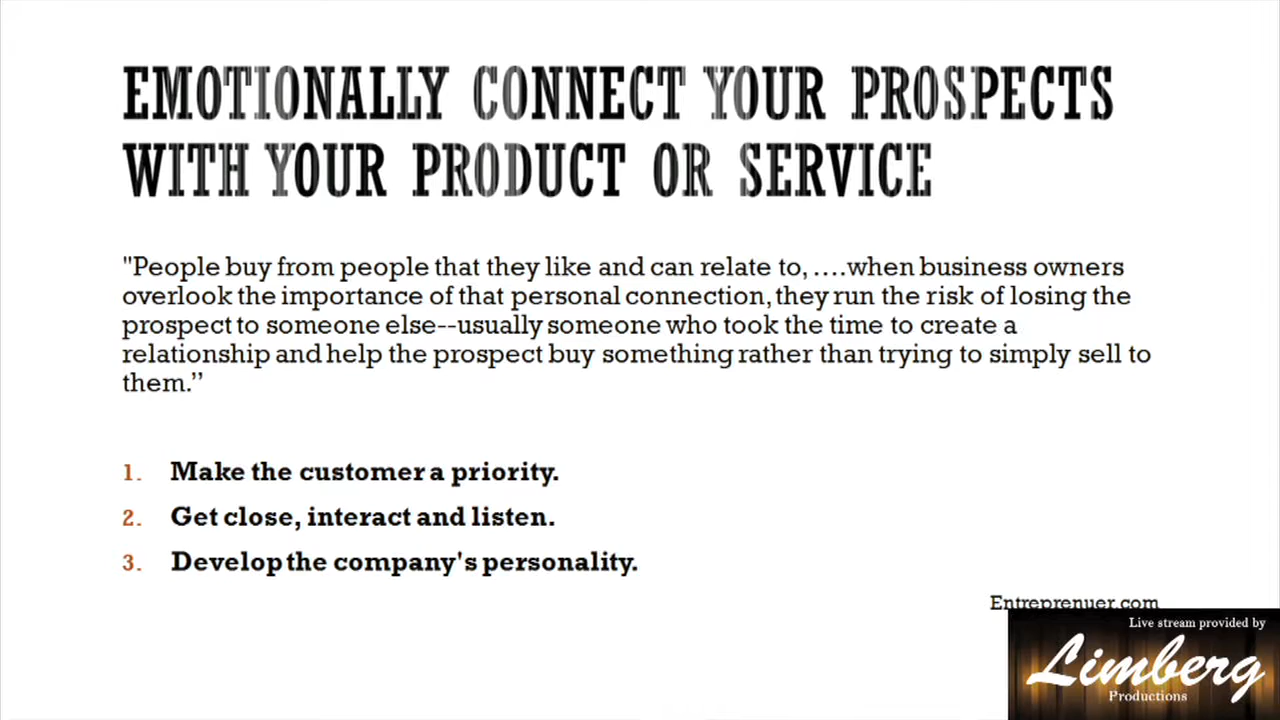 EMOTIONALLY CONNECT YOUR PROSPECTS
WITH YOUR PRODUCT OR SERVICE
"People buy from people that they like and can relate to, ....when business owners
overlook the importance of that personal connection, they run the risk of losing the
prospect to someone else--usually someone who took the time to create a
relationship and help the prospect buy something rather than trying to simply sell to
them.”
1. Make the customer a priority.
2. Get close, interact and listen.
3. Develop the company's personality.
Entreprenuer.com
Live stream provided by
Limberg
Productions